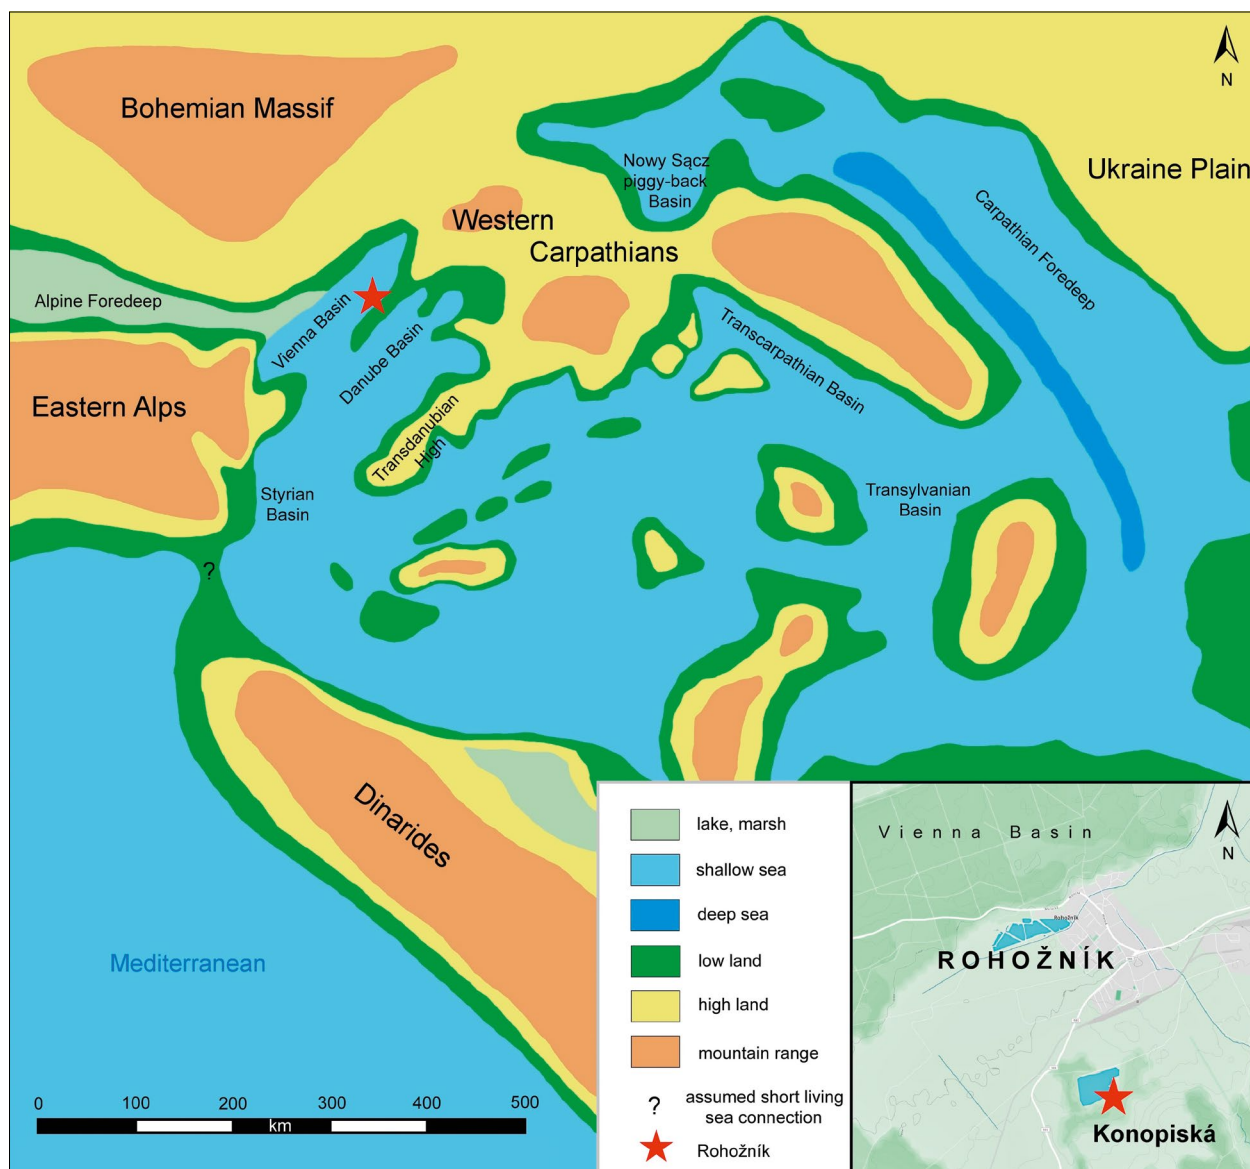 N
Bohemian Massif
Nowy Sącz
piggy-back
Basin
Ukraine Plain
Western
Carpathians
Carpathian Foredeep
Alpine Foredeep
Vienna Basin
Danube Basin
Transcarpathian Basin
Eastern Alps
Transdanubian
High
Styrian
Basin
Transylvanian
Basin
?
Dinarides
Mediterranean
0 100 200 300 400 500
km
lake, marsh
shallow sea
deep sea
low land
high land
mountain range
? assumed short living
sea connection
Rohožník
Vienna Basin
N
Rohožník
ROHOŽNÍK
Konopiská